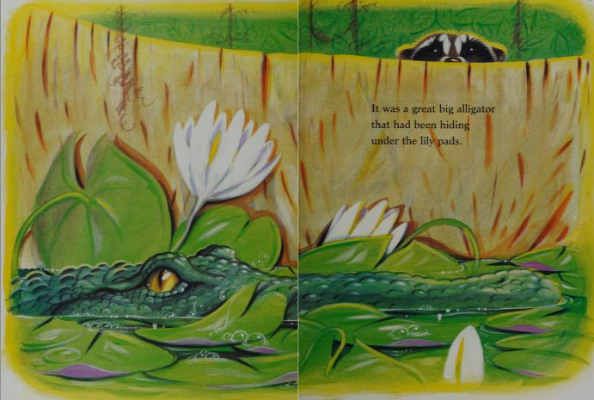 It was a great big alligator
that had been hiding
under the lily pads.